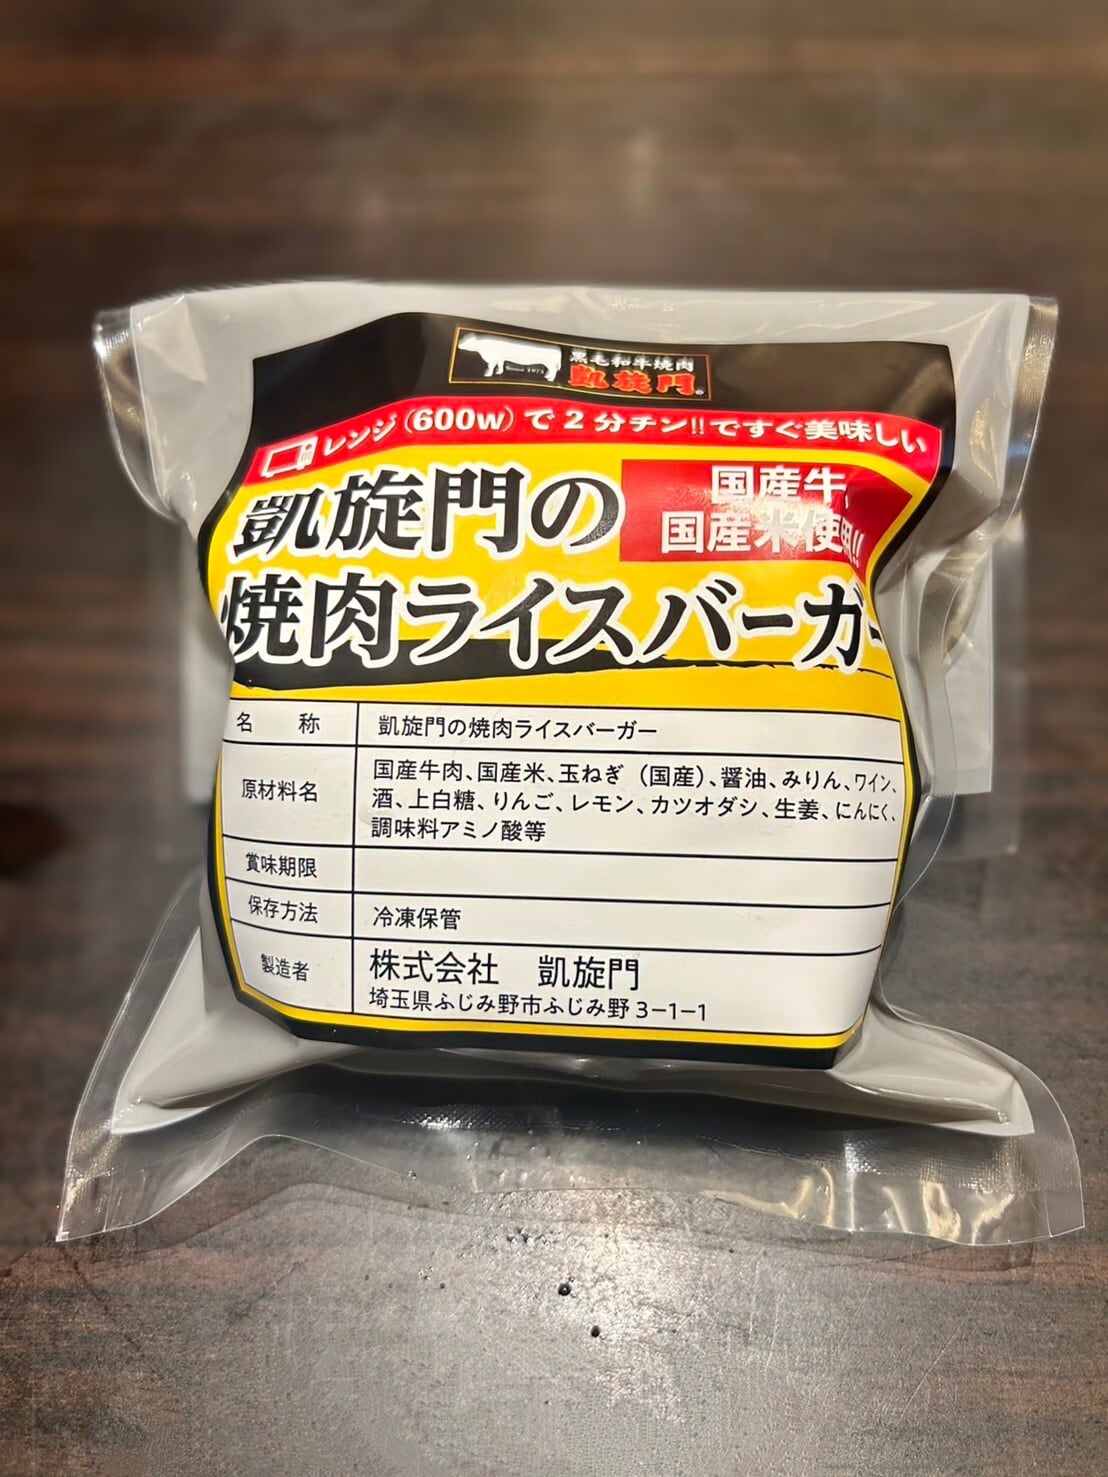 黒毛和牛焼肉
Since 1973
凱旋門®
レンジ(600w)で2分チン!!ですぐ美味しい
凱旋門の
国産牛
国産米使用!!
焼肉ライスバーガー
名 称 凱旋門の焼肉ライスバーガー
原材料名 国産牛肉、国産米、玉ねぎ(国産)、醤油、みりん、ワイン、
酒、上白糖、りんご、レモン、カツオダシ、生姜、にんにく、
調味料アミノ酸等
賞味期限
保存方法 冷凍保管
製造者 株式会社 凱旋門
埼玉県ふじみ野市ふじみ野3-1-1